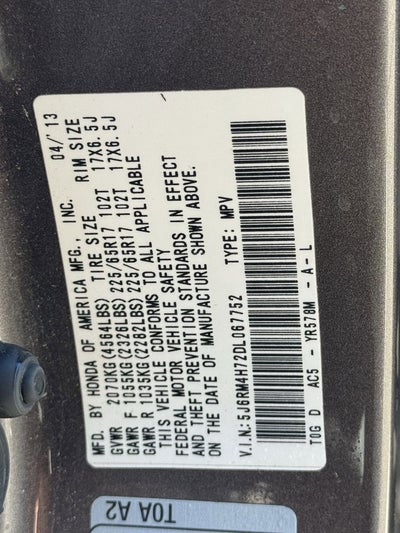 MFD. BY HONDA OF AMERICA MFG., INC. 04/'13
TIRE SIZE RIM SIZE
GVWR 2070KG(4564LBS)
GAWR F 1055KG(2326LBS) 225/65R17 102T 17X6.5J
GAWR R 1035KG(2282LBS) 225/65R17 102T 17X6.5J
THIS VEHICLE CONFORMS TO ALL APPLICABLE
FEDERAL MOTOR VEHICLE SAFETY
AND THEFT PREVENTION STANDARDS IN EFFECT
ON THE DATE OF MANUFACTURE SHOWN ABOVE.
V.I.N.: 5J6RM4H72DL067752 TYPE: MPV
T0G D AC5 - YR578M - A - L
T0A A2